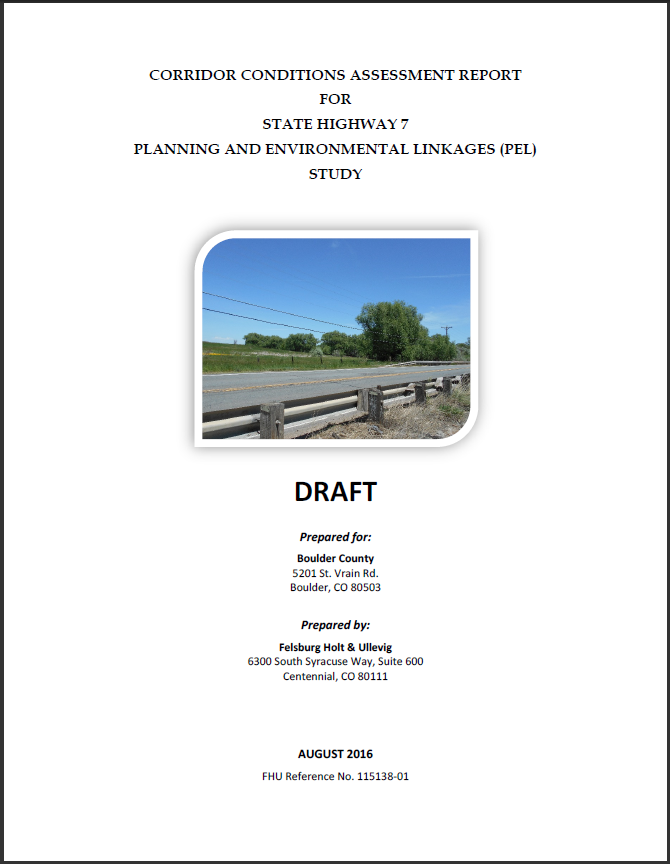 CORRIDOR CONDITIONS ASSESSMENT REPORT
FOR
STATE HIGHWAY 7
PLANNING AND ENVIRONMENTAL LINKAGES (PEL)
STUDY
DRAFT
Prepared for:
Boulder County
5201 St. Vrain Rd.
Boulder, CO 80503
Prepared by:
Felsburg Holt & Ullevig
6300 South Syracuse Way, Suite 600
Centennial, CO 80111
AUGUST 2016
FHU Reference No. 115138-01